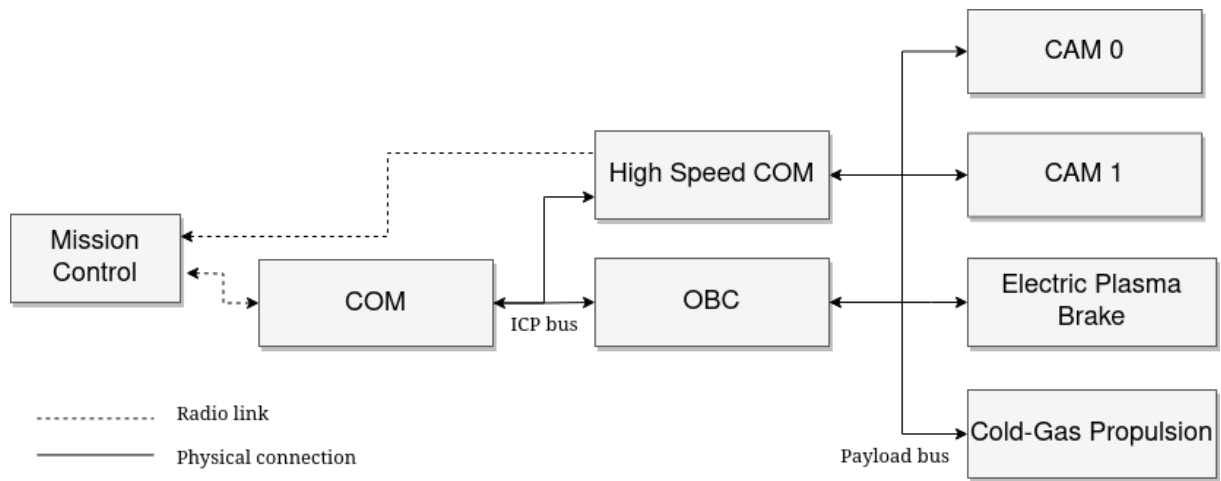 CAM 0
High Speed COM
CAM 1
Mission
Control
COM
ICP bus
OBC
Electric Plasma
Brake
Radio link
Physical connection
Cold-Gas Propulsion
Payload bus